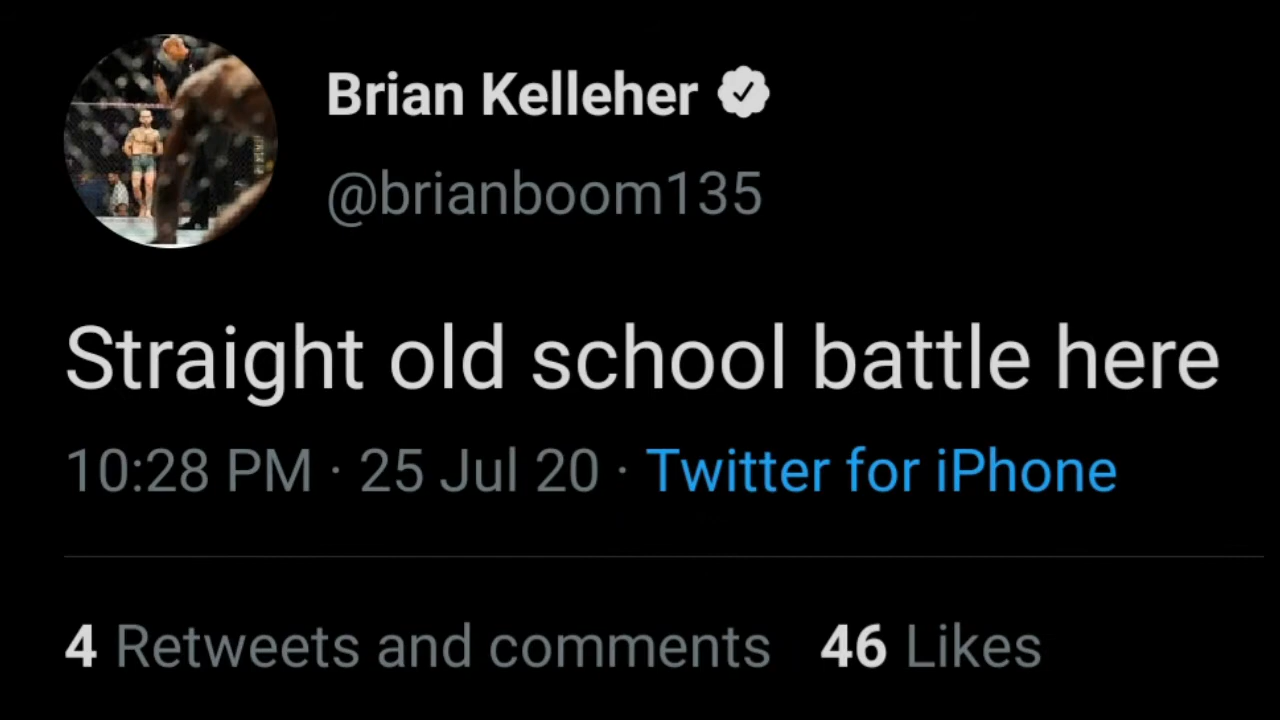 Brian Kelleher
@brianboom135
Straight old school battle here
10:28 PM · 25 Jul 20 · Twitter for iPhone
4 Retweets and comments 46 Likes